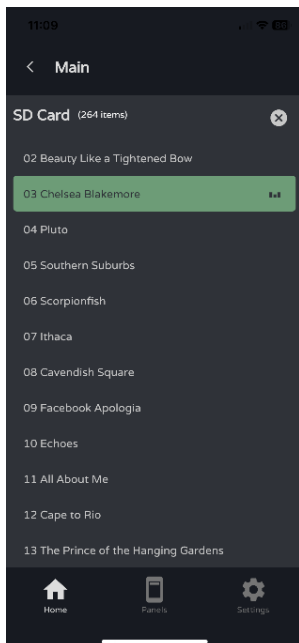 11:09
Main
SD Card (264 items)
02 Beauty Like a Tightened Bow
03 Chelsea Blakemore
04 Pluto
05 Southern Suburbs
06 Scorpionfish
07 Ithaca
08 Cavendish Square
09 Facebook Apologia
10 Echoes
11 All About Me
12 Cape to Rio
13 The Prince of the Hanging Gardens
Home Panels Settings